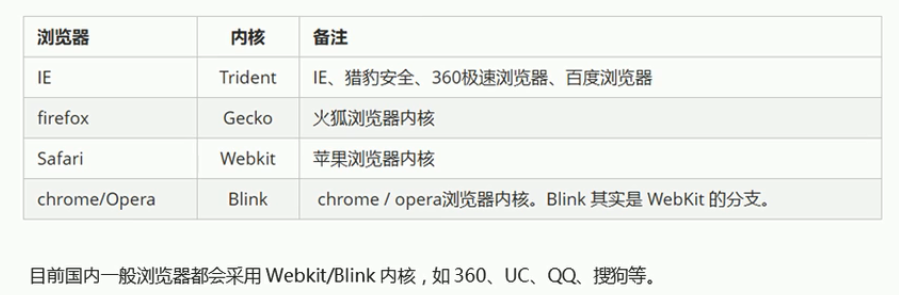 浏览器 内核 备注
IE Trident IE、猎豹安全、360极速浏览器、百度浏览器
firefox Gecko 火狐浏览器内核
Safari Webkit 苹果浏览器内核
chrome/Opera Blink chrome / opera浏览器内核。Blink 其实是 WebKit 的分支。
目前国内一般浏览器都会采用 Webkit/Blink 内核，如 360、UC、QQ、搜狗等。